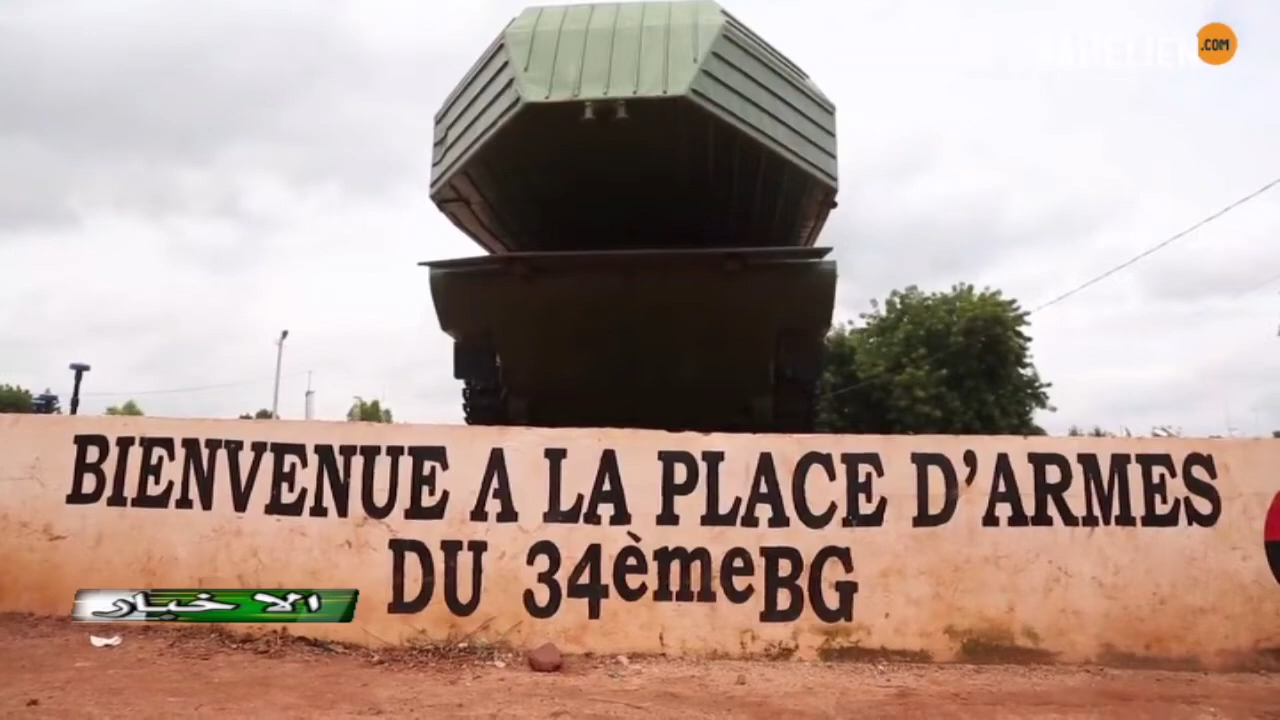 .COM
BIENVENUE A LA PLACE D'ARMES
DU 34èmeBG
الاخبار